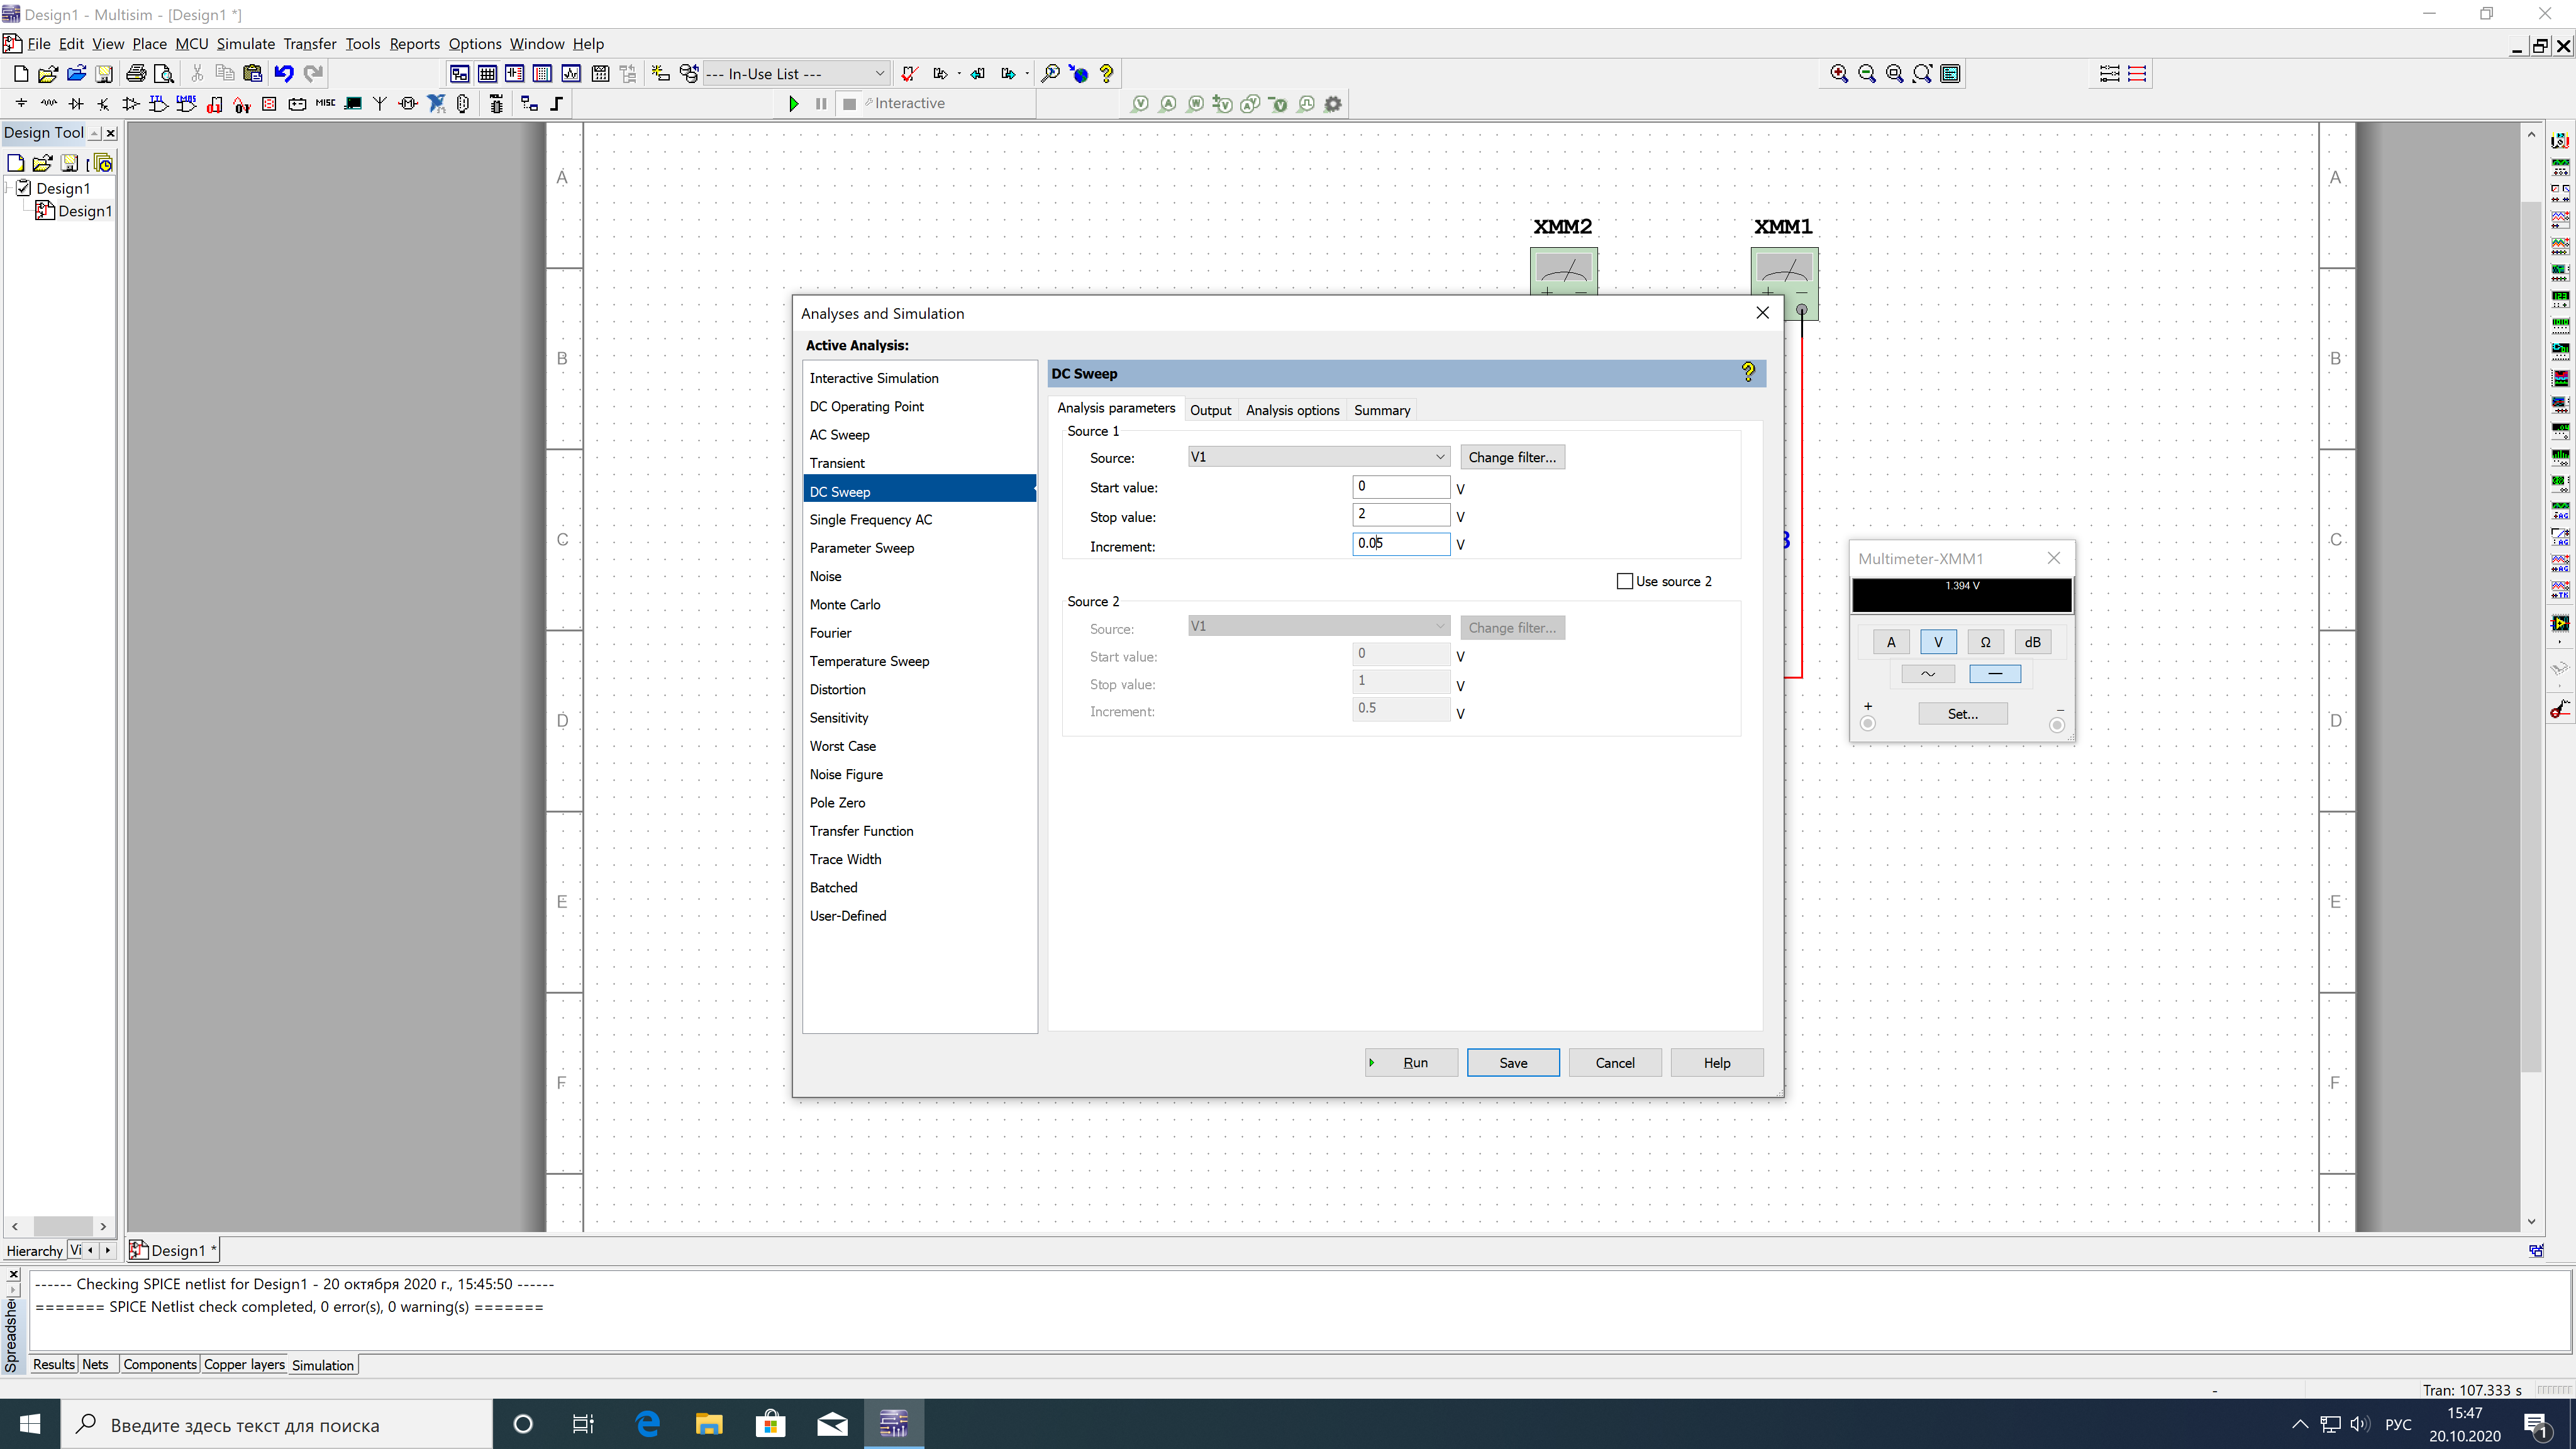 Design1 - Multisim - [Design1 *]
File Edit View Place MCU Simulate Transfer Tools Reports Options Window Help
--- In-Use List ---
Interactive
Design Tool
Design1
Design1
A
B
C
D
E
F
A
B
C
D
E
F
XMM2
XMM1
Analyses and Simulation
Active Analysis:
Interactive Simulation
DC Operating Point
AC Sweep
Transient
DC Sweep
Single Frequency AC
Parameter Sweep
Noise
Monte Carlo
Fourier
Temperature Sweep
Distortion
Sensitivity
Worst Case
Noise Figure
Pole Zero
Transfer Function
Trace Width
Batched
User-Defined
DC Sweep
Analysis parameters Output Analysis options Summary
Source 1
Source: V1 Change filter...
Start value: 0 V
Stop value: 2 V
Increment: 0.05 V
Use source 2
Source 2
Source: V1 Change filter...
Start value: 0 V
Stop value: 1 V
Increment: 0.5 V
Run Save Cancel Help
Multimeter-XMM1
1.394 V
A V Ω dB
+ Set... –
Hierarchy Vi
Design1 *
Spreadshe
------ Checking SPICE netlist for Design1 - 20 октября 2020 г., 15:45:50 ------
======= SPICE Netlist check completed, 0 error(s), 0 warning(s) =======
Results Nets Components Copper layers Simulation
- Tran: 107.333 s
Введите здесь текст для поиска
РУС
15:47
20.10.2020
1